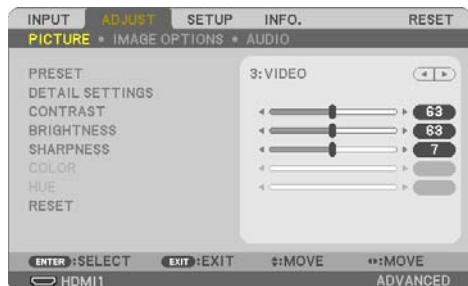 INPUT ADJUST SETUP INFO. RESET
PICTURE • IMAGE OPTIONS • AUDIO
PRESET 3:VIDEO
DETAIL SETTINGS
CONTRAST 63
BRIGHTNESS 63
SHARPNESS 7
COLOR
HUE
RESET
ENTER :SELECT EXIT :EXIT :MOVE :MOVE
HDMI1 ADVANCED